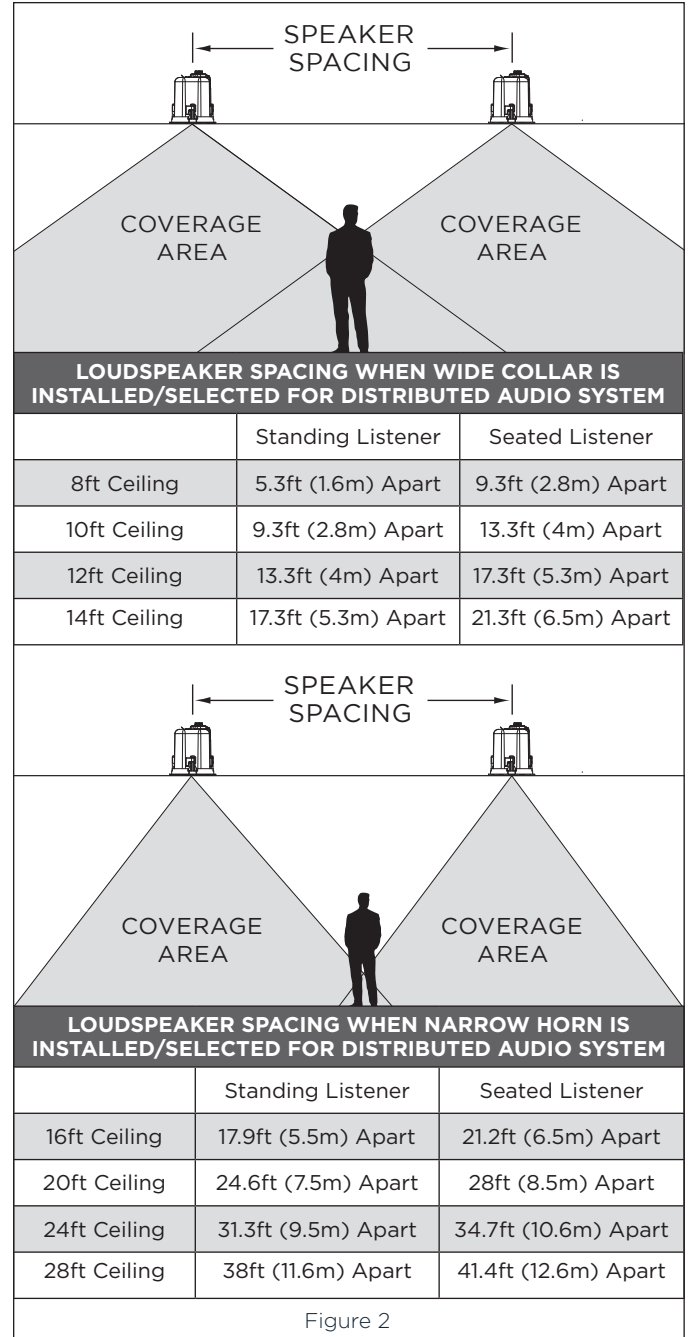 SPEAKER
SPACING
COVERAGE
AREA
COVERAGE
AREA
LOUDSPEAKER SPACING WHEN WIDE COLLAR IS
INSTALLED/SELECTED FOR DISTRIBUTED AUDIO SYSTEM
Standing Listener Seated Listener
8ft Ceiling 5.3ft (1.6m) Apart 9.3ft (2.8m) Apart
10ft Ceiling 9.3ft (2.8m) Apart 13.3ft (4m) Apart
12ft Ceiling 13.3ft (4m) Apart 17.3ft (5.3m) Apart
14ft Ceiling 17.3ft (5.3m) Apart 21.3ft (6.5m) Apart
SPEAKER
SPACING
COVERAGE
AREA
COVERAGE
AREA
LOUDSPEAKER SPACING WHEN NARROW HORN IS
INSTALLED/SELECTED FOR DISTRIBUTED AUDIO SYSTEM
Standing Listener Seated Listener
16ft Ceiling 17.9ft (5.5m) Apart 21.2ft (6.5m) Apart
20ft Ceiling 24.6ft (7.5m) Apart 28ft (8.5m) Apart
24ft Ceiling 31.3ft (9.5m) Apart 34.7ft (10.6m) Apart
28ft Ceiling 38ft (11.6m) Apart 41.4ft (12.6m) Apart
Figure 2